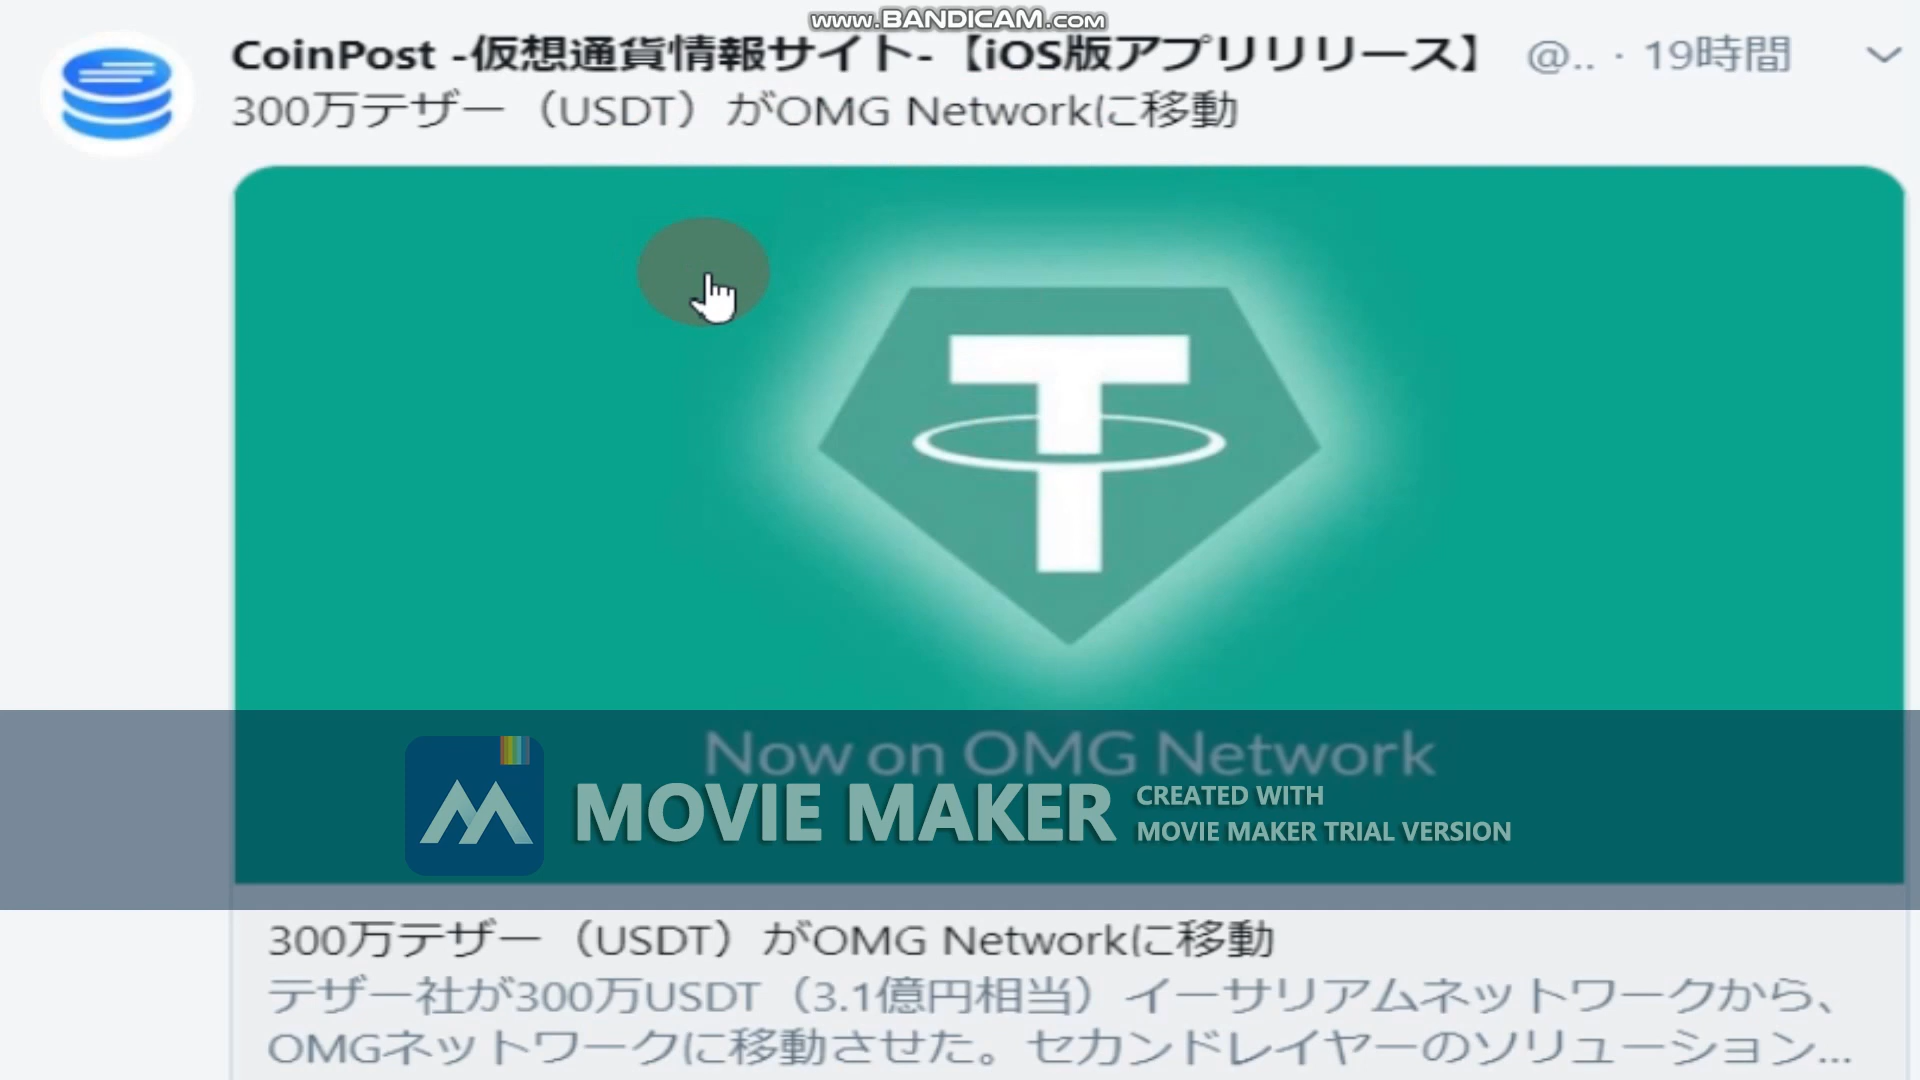 www.BANDICAM.com
CoinPost -仮想通貨情報サイト-【iOS版アプリリリース】 @.. · 19時間
300万テザー（USDT）がOMG Networkに移動
Now on OMG Network
MOVIE MAKER
CREATED WITH
MOVIE MAKER TRIAL VERSION
300万テザー（USDT）がOMG Networkに移動
テザー社が300万USDT（3.1億円相当）イーサリアムネットワークから、
OMGネットワークに移動させた。セカンドレイヤーのソリューション...